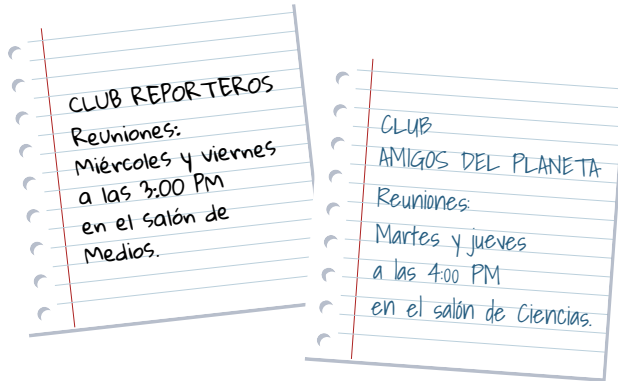 CLUB REPORTEROS
Reuniones:
Miércoles y viernes
a las 3:00 PM
en el salón de
Medios.
CLUB
AMIGOS DEL PLANETA
Reuniones:
Martes y jueves
a las 4:00 PM
en el salón de Ciencias.